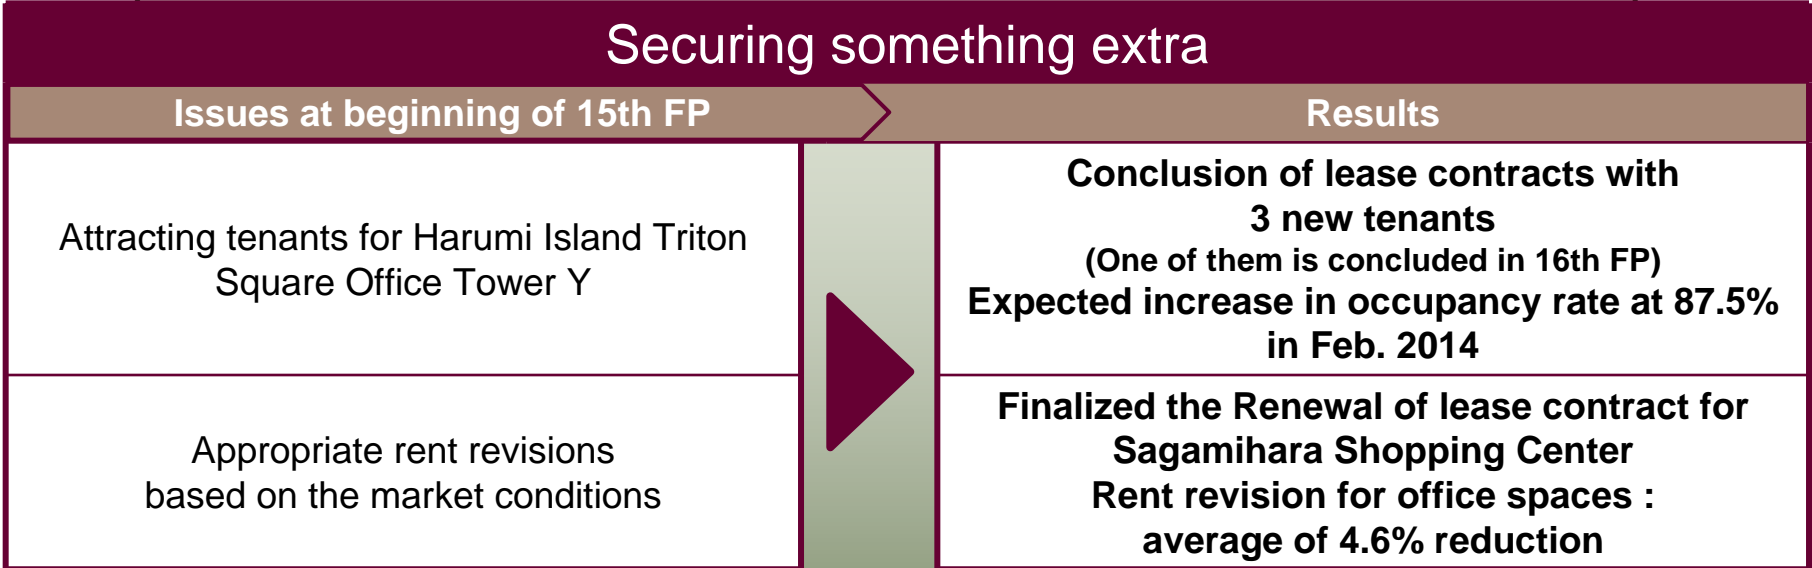 Securing something extra
Issues at beginning of 15th FP
Results
Attracting tenants for Harumi Island Triton
Square Office Tower Y
Conclusion of lease contracts with
3 new tenants
(One of them is concluded in 16th FP)
Expected increase in occupancy rate at 87.5%
in Feb. 2014
Appropriate rent revisions
based on the market conditions
Finalized the Renewal of lease contract for
Sagamihara Shopping Center
Rent revision for office spaces :
average of 4.6% reduction